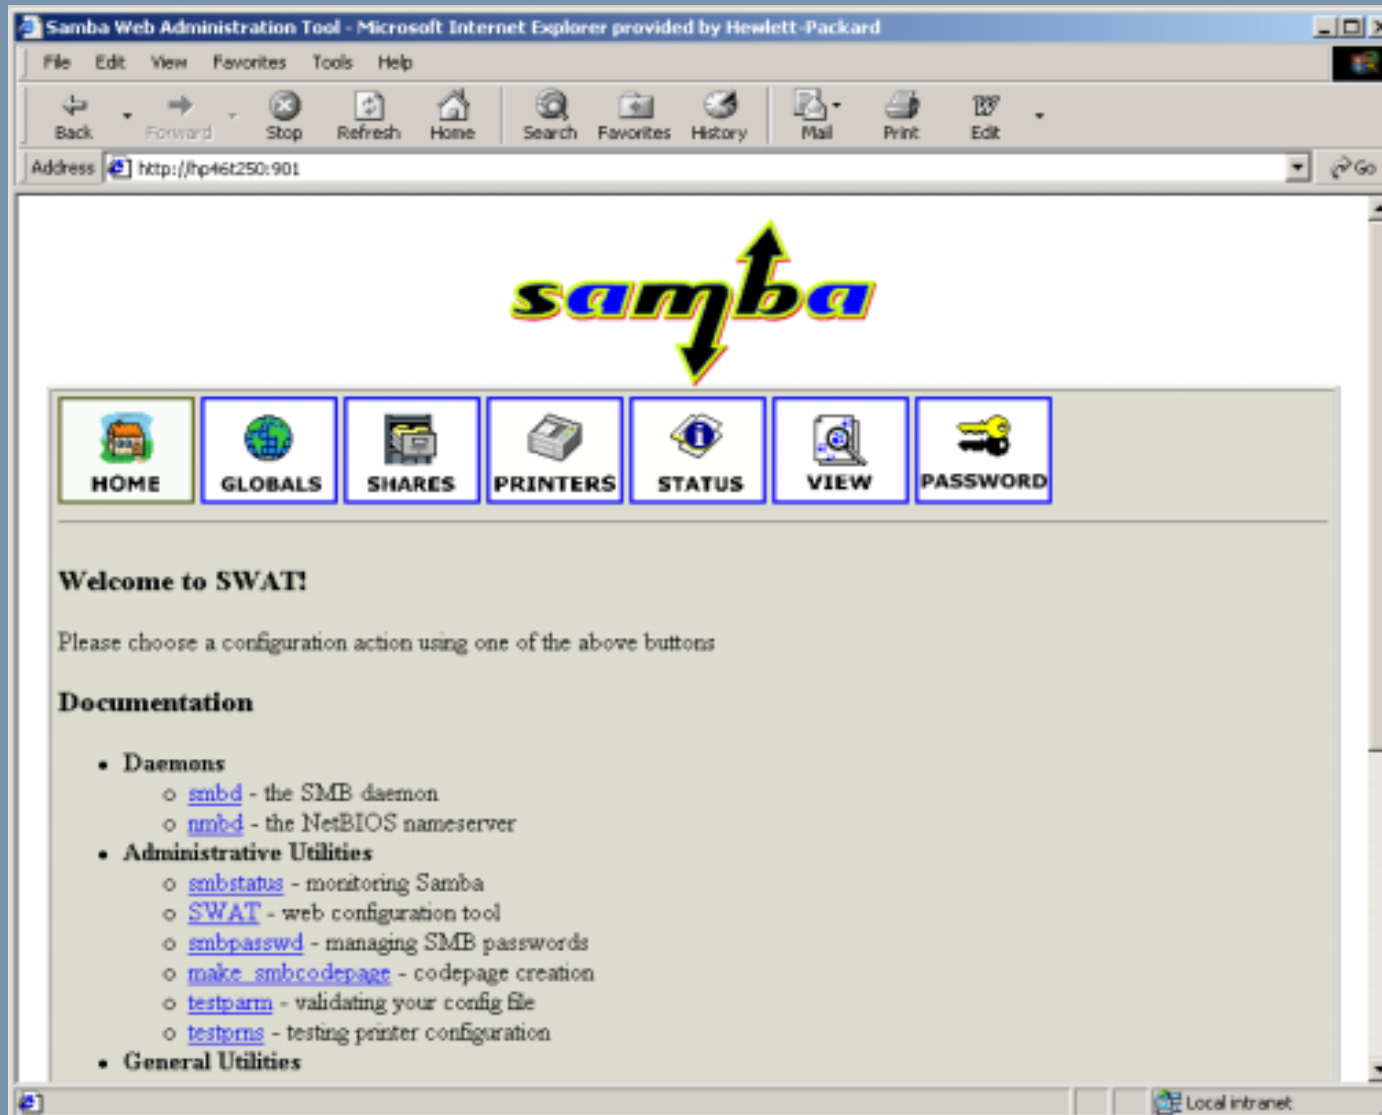 Samba Web Administration Tool - Microsoft Internet Explorer provided by Hewlett-Packard
File Edit View Favorites Tools Help
Back Forward Stop Refresh Home Search Favorites History Mail Print Edit
Address http://hp46t250:901 Go
samba
HOME GLOBALS SHARES PRINTERS STATUS VIEW PASSWORD
Welcome to SWAT!
Please choose a configuration action using one of the above buttons
Documentation
• Daemons
o smbd - the SMB daemon
o nmbd - the NetBIOS nameserver
• Administrative Utilities
o smbstatus - monitoring Samba
o SWAT - web configuration tool
o smbpasswd - managing SMB passwords
o make_smbcodepage - codepage creation
o testparm - validating your config file
o testprns - testing printer configuration
• General Utilities
Local intranet